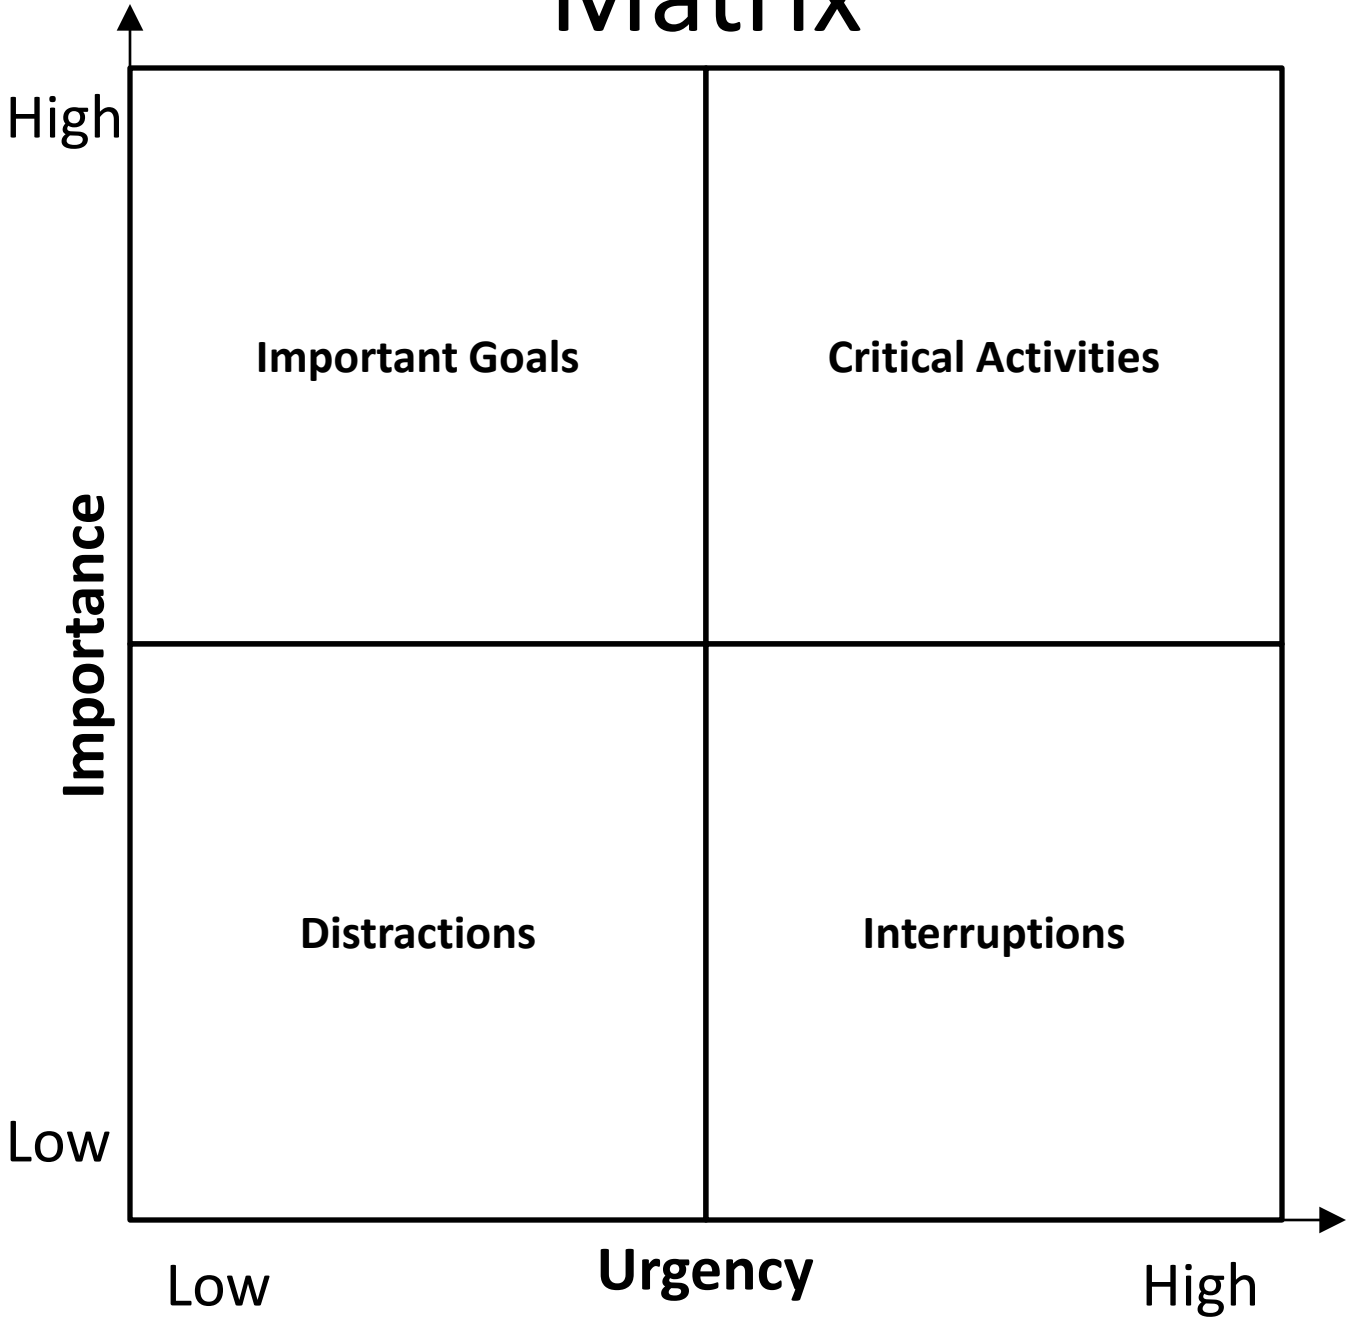 Matrix
High
Important Goals
Critical Activities
Importance
Distractions
Interruptions
Low
Low
Urgency
High